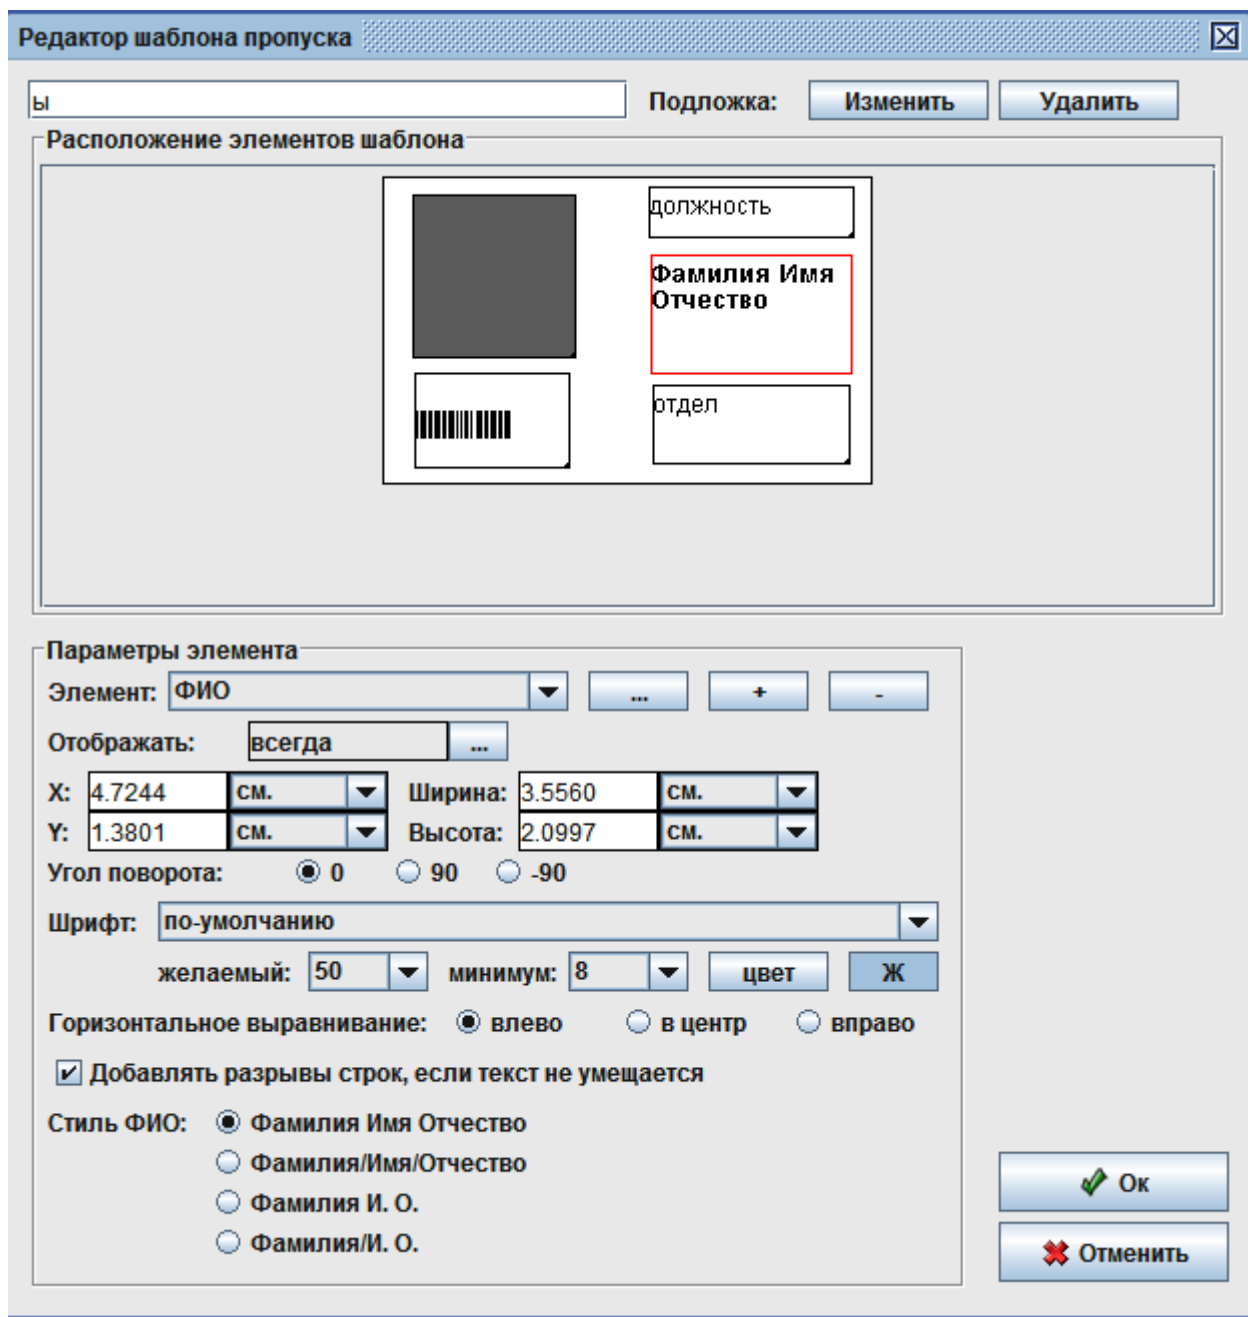 Редактор шаблона пропуска
ы Подложка: Изменить Удалить
Расположение элементов шаблона
должность
Фамилия Имя
Отчество
отдел
Параметры элемента
Элемент: ФИО ... + -
Отображать: всегда ...
X: 4.7244 см. Ширина: 3.5560 см.
Y: 1.3801 см. Высота: 2.0997 см.
Угол поворота: 0 90 -90
Шрифт: по-умолчанию
желаемый: 50 минимум: 8 цвет Ж
Горизонтальное выравнивание: влево в центр вправо
Добавлять разрывы строк, если текст не умещается
Стиль ФИО: Фамилия Имя Отчество
Фамилия/Имя/Отчество
Фамилия И. О.
Фамилия/И. О.
Ок
Отменить